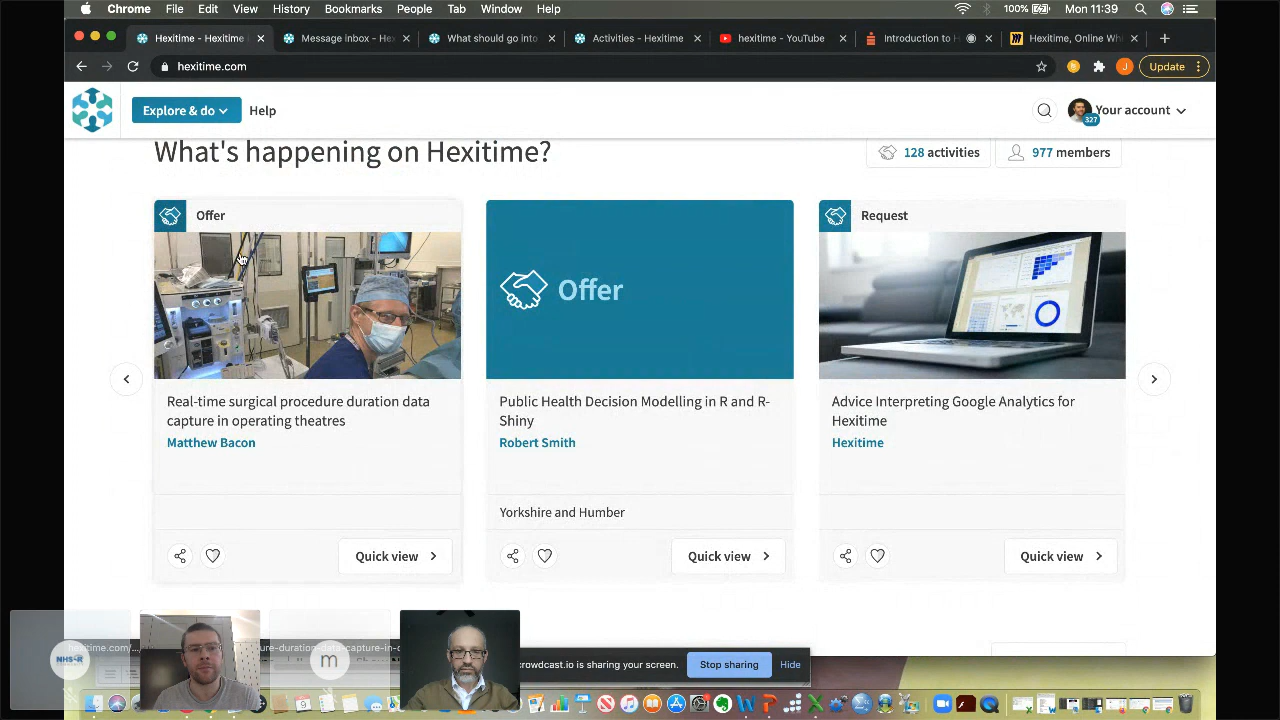 Chrome File Edit View History Bookmarks People Tab Window Help 100% Mon 11:39
Hexitime - Hexitime
Message inbox - Hex
What should go into
Activities - Hexitime
hexitime - YouTube
Introduction to H
Hexitime, Online Wh
hexitime.com
J
Update
Explore & do
Help
Your account
327
What's happening on Hexitime?
128 activities
977 members
Offer
Real-time surgical procedure duration data
capture in operating theatres
Matthew Bacon
Quick view
Offer
Public Health Decision Modelling in R and R-
Shiny
Robert Smith
Yorkshire and Humber
Quick view
Request
Advice Interpreting Google Analytics for
Hexitime
Hexitime
Quick view
NHS-R
m
crowdcast.io is sharing your screen.
Stop sharing
Hide